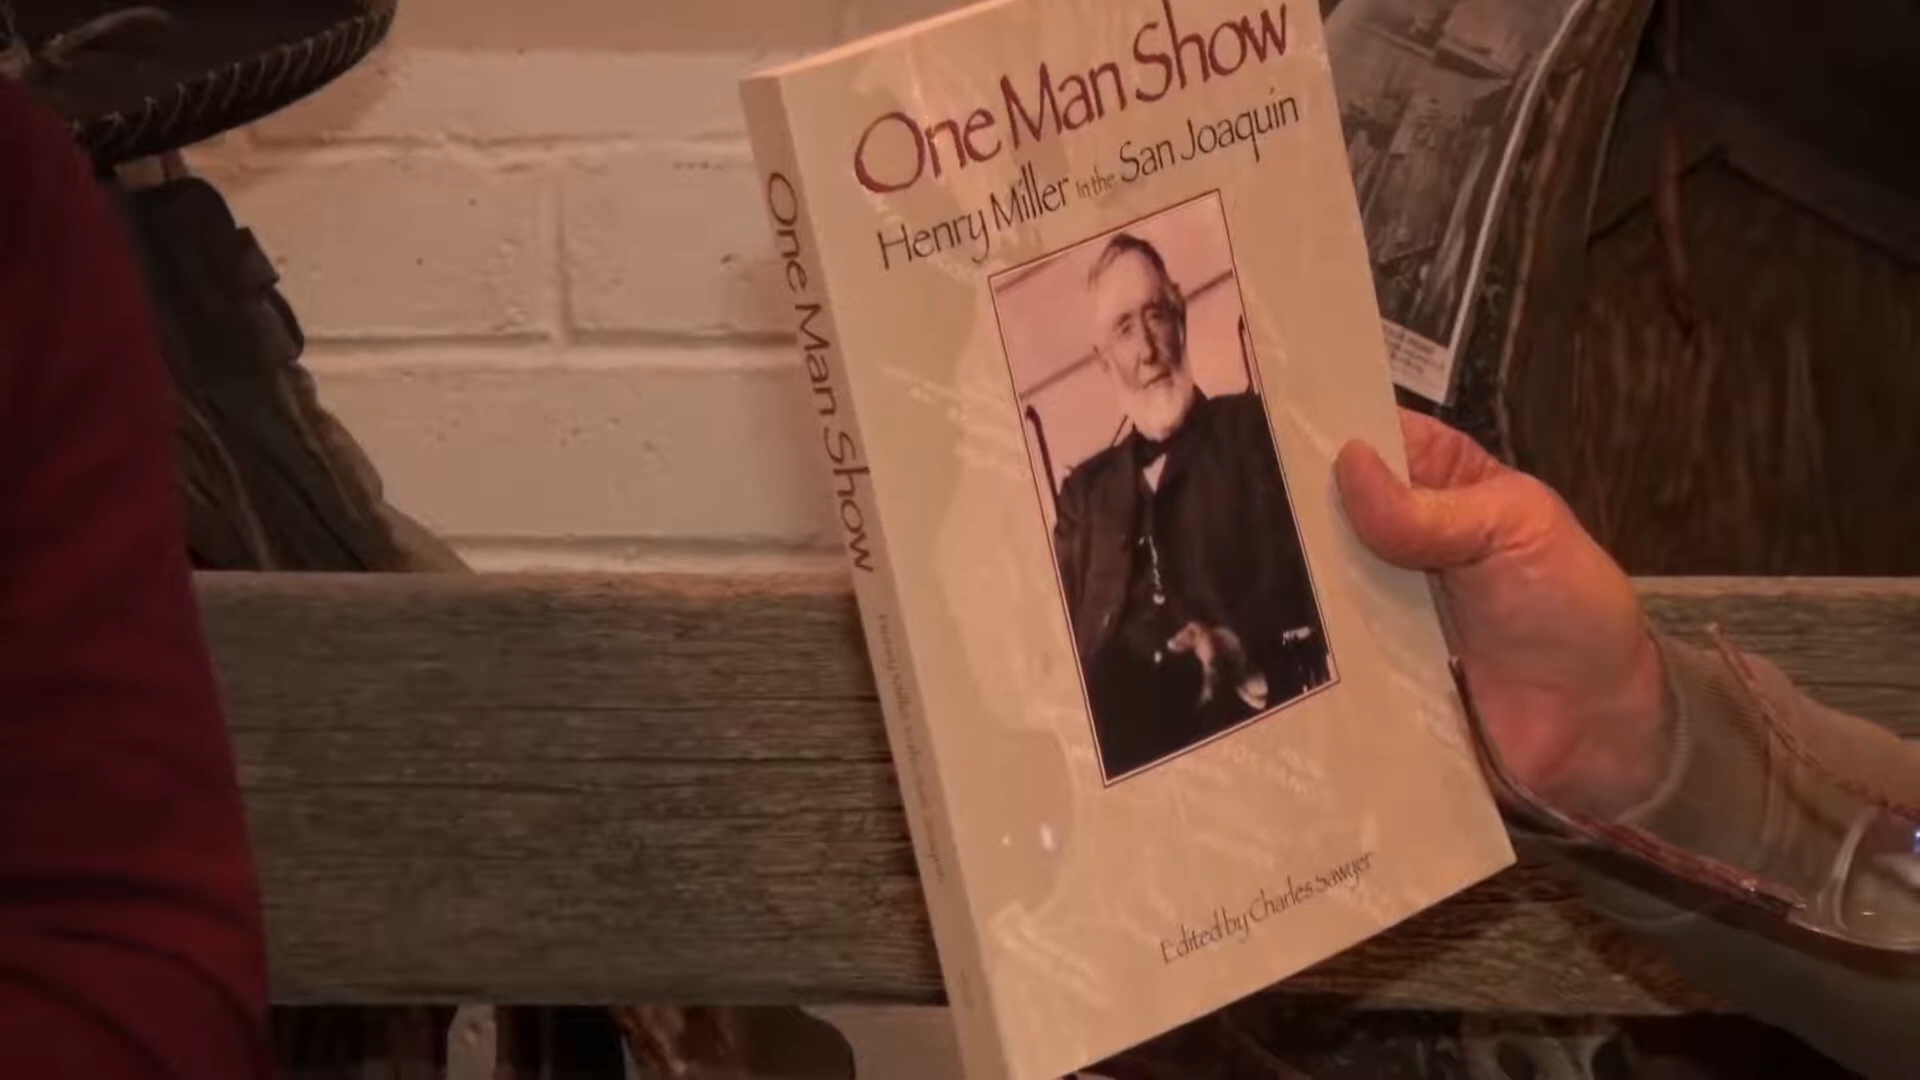 One Man Show
Henry Miller in the San Joaquin
Edited by Charles Sawyer
One Man Show
Henry Miller in the San Joaquin